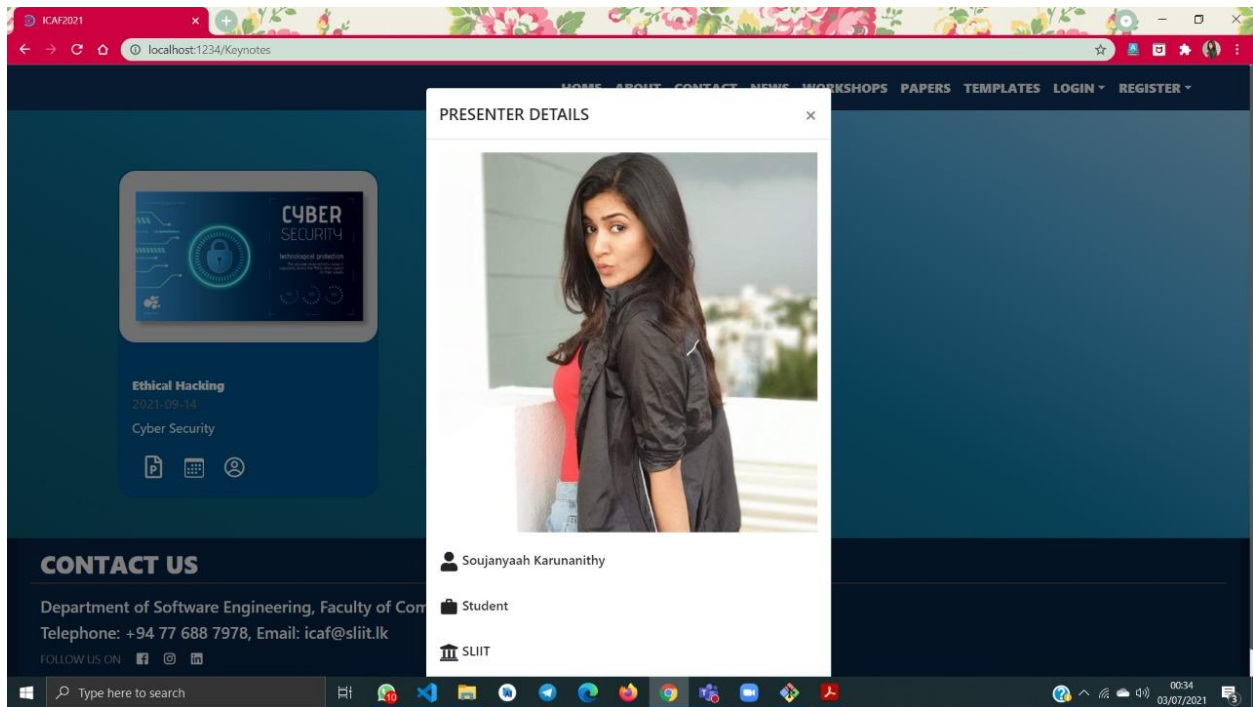 ICAF2021
localhost:1234/Keynotes
HOME ABOUT CONTACT NEWS WORKSHOPS PAPERS TEMPLATES LOGIN REGISTER
PRESENTER DETAILS
CYBER
SECURITY
technological protection
Ethical Hacking
2021-09-14
Cyber Security
Soujanyaah Karunanithy
Student
SLIIT
CONTACT US
Department of Software Engineering, Faculty of Com
Telephone: +94 77 688 7978, Email: icaf@sliit.lk
FOLLOW US ON
Type here to search
10
00:34
03/07/2021
3